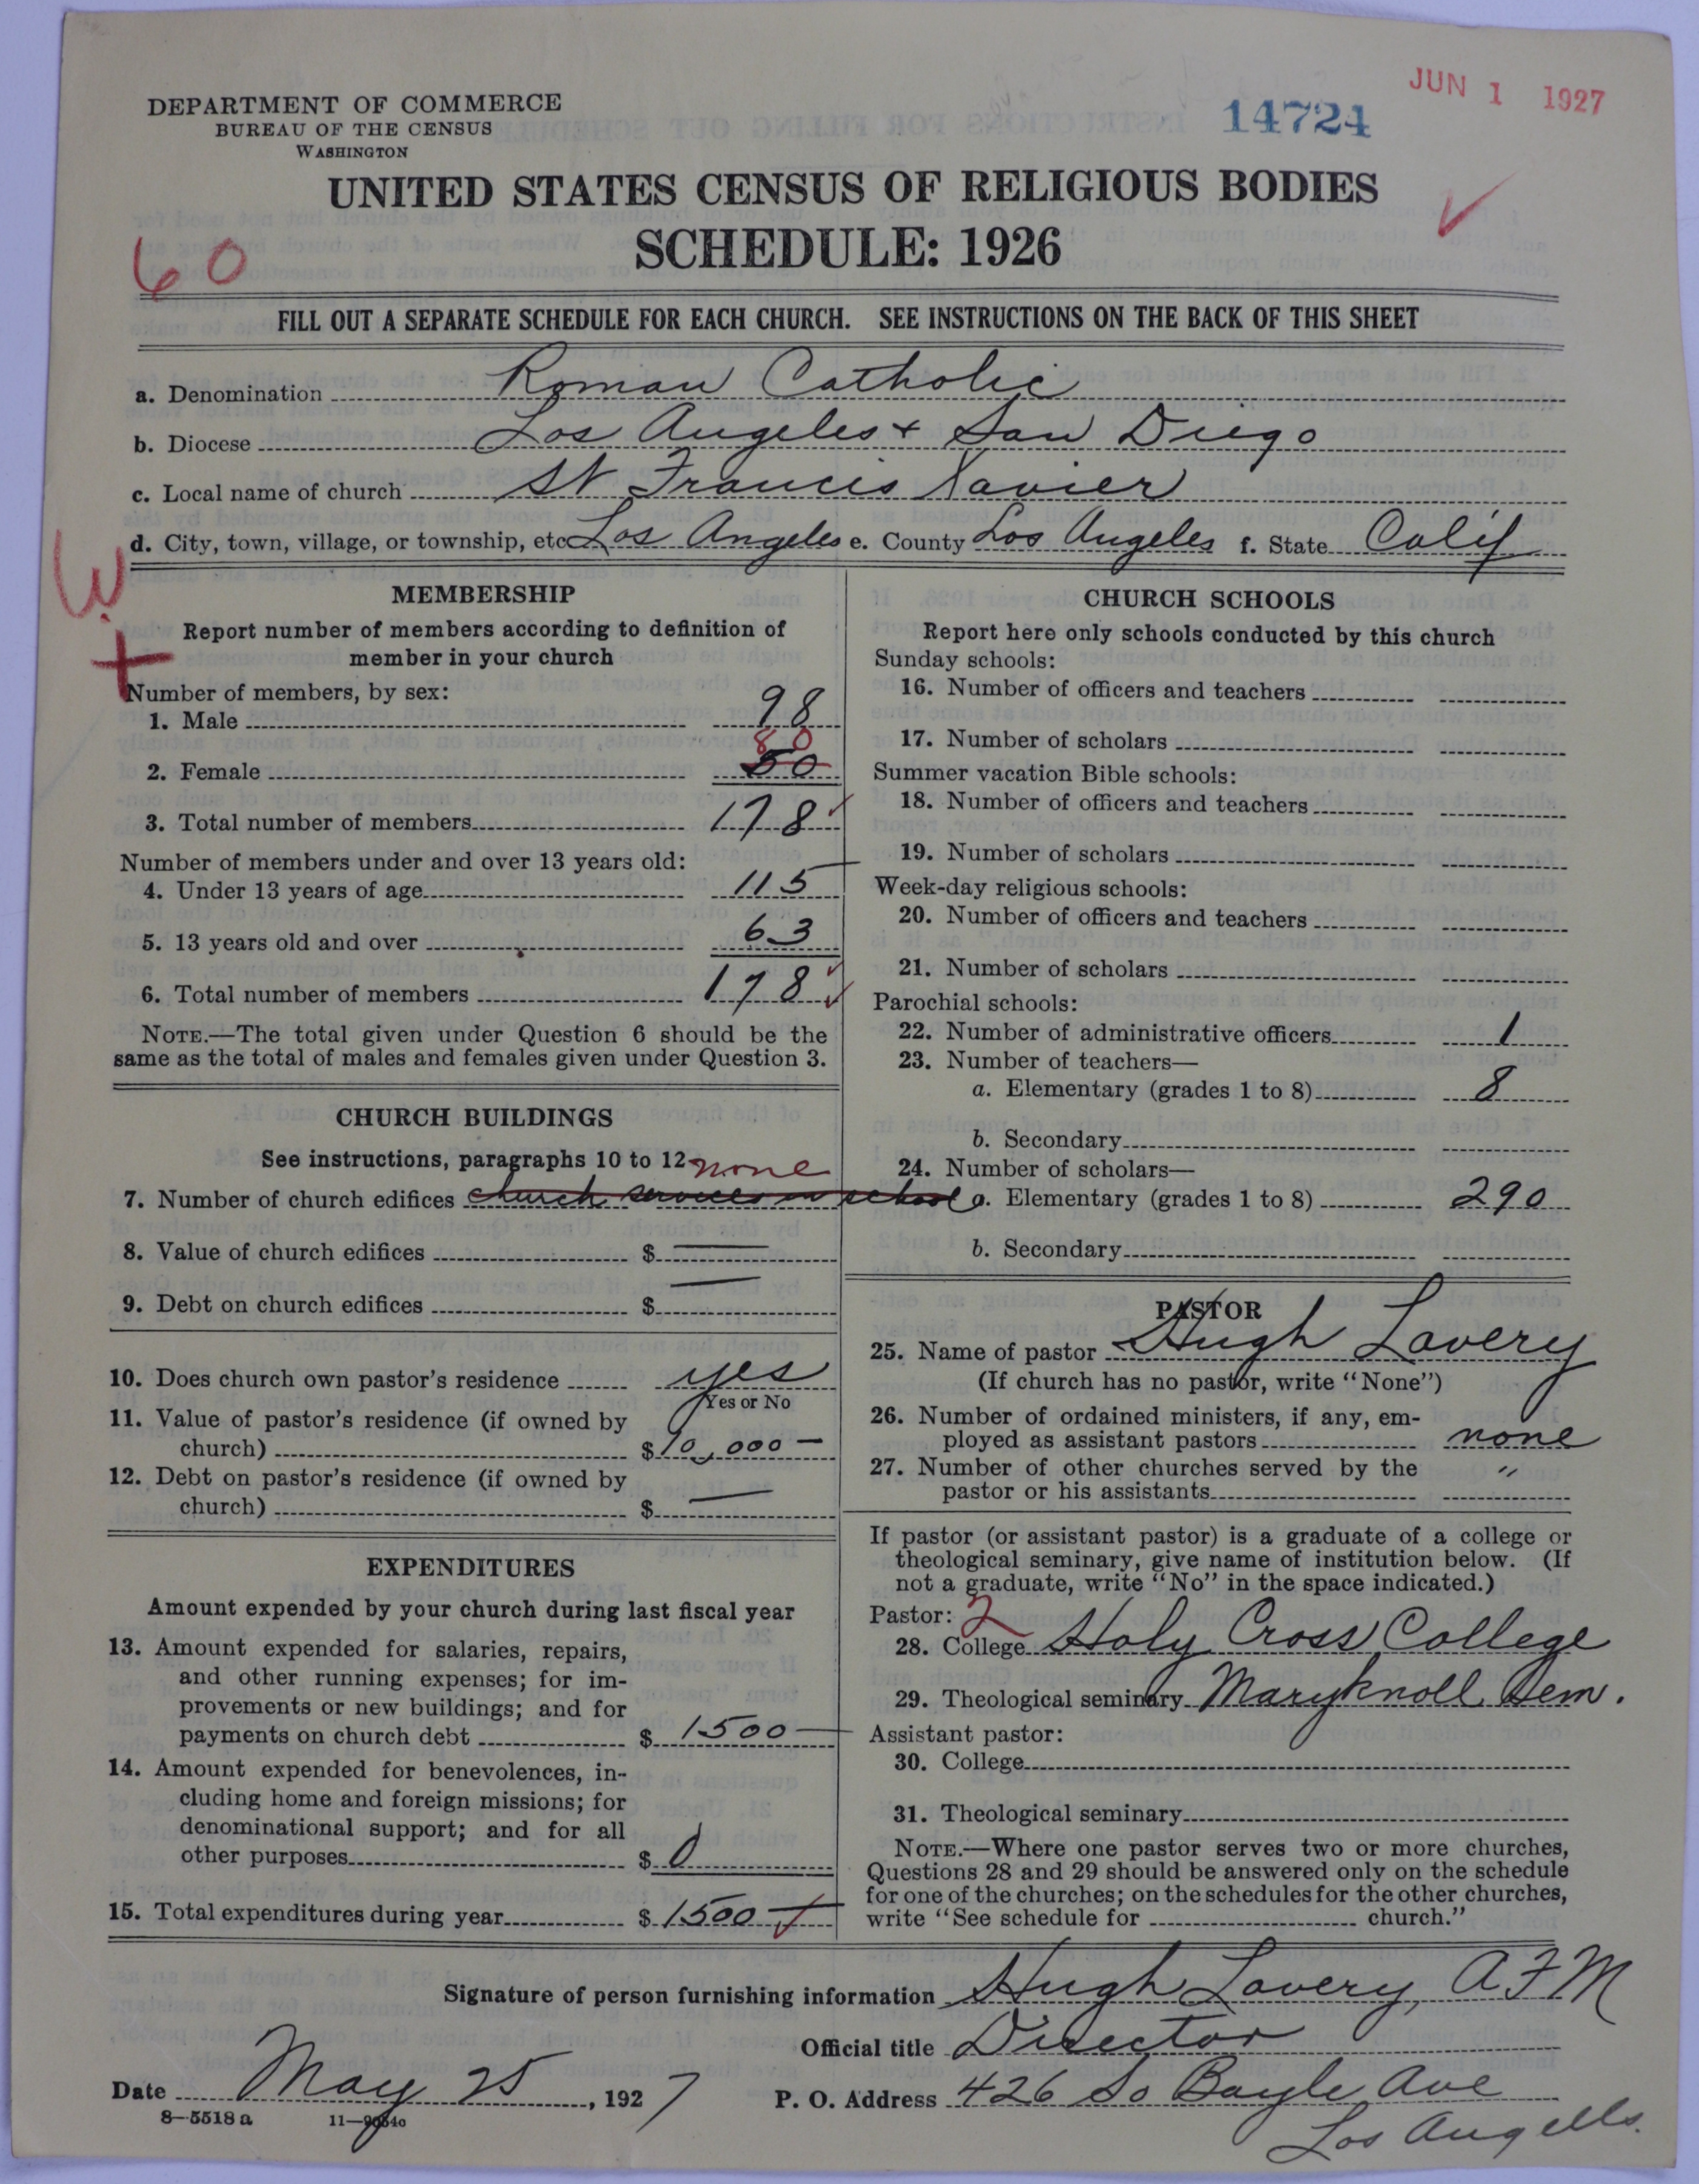 JUN 1 1927
14724
DEPARTMENT OF COMMERCE
BUREAU OF THE CENSUS
WASHINGTON
UNITED STATES CENSUS OF RELIGIOUS BODIES
SCHEDULE: 1926
60
FILL OUT A SEPARATE SCHEDULE FOR EACH CHURCH. SEE INSTRUCTIONS ON THE BACK OF THIS SHEET
a. Denomination Roman Catholic
b. Diocese Los Angeles + San Diego
c. Local name of church St Francis Xavier
d. City, town, village, or township, etc Los Angeles e. County Los Angeles f. State Calif
MEMBERSHIP
Report number of members according to definition of
member in your church
Number of members, by sex:
1. Male 98
80
2. Female 50
3. Total number of members 178
Number of members under and over 13 years old:
4. Under 13 years of age 115
5. 13 years old and over 63
6. Total number of members 178
NOTE.—The total given under Question 6 should be the
same as the total of males and females given under Question 3.
CHURCH BUILDINGS
See instructions, paragraphs 10 to 12 none
7. Number of church edifices church services in school
8. Value of church edifices $ —
9. Debt on church edifices $ —
10. Does church own pastor's residence yes
Yes or No
11. Value of pastor's residence (if owned by
church) $ 10,000 —
12. Debt on pastor's residence (if owned by
church) $ —
EXPENDITURES
Amount expended by your church during last fiscal year
13. Amount expended for salaries, repairs,
and other running expenses; for im-
provements or new buildings; and for
payments on church debt $ 1500 —
14. Amount expended for benevolences, in-
cluding home and foreign missions; for
denominational support; and for all
other purposes $ 0
15. Total expenditures during year $ 1500 —
CHURCH SCHOOLS
Report here only schools conducted by this church
Sunday schools:
16. Number of officers and teachers
17. Number of scholars
Summer vacation Bible schools:
18. Number of officers and teachers
19. Number of scholars
Week-day religious schools:
20. Number of officers and teachers
21. Number of scholars
Parochial schools:
22. Number of administrative officers 1
23. Number of teachers—
a. Elementary (grades 1 to 8) 8
b. Secondary
24. Number of scholars—
a. Elementary (grades 1 to 8) 290
b. Secondary
PASTOR
25. Name of pastor Hugh Lavery
(If church has no pastor, write "None")
26. Number of ordained ministers, if any, em-
ployed as assistant pastors none
27. Number of other churches served by the "
pastor or his assistants
If pastor (or assistant pastor) is a graduate of a college or
theological seminary, give name of institution below. (If
not a graduate, write "No" in the space indicated.)
Pastor: 2
28. College Holy Cross College
29. Theological seminary Maryknoll Sem.
Assistant pastor:
30. College
31. Theological seminary
NOTE.—Where one pastor serves two or more churches,
Questions 28 and 29 should be answered only on the schedule
for one of the churches; on the schedules for the other churches,
write "See schedule for church."
Signature of person furnishing information Hugh Lavery, AFM
Official title Director
Date May 25, 1927
P. O. Address 426 So Boyle Ave
Los Angells.
8—5518 a